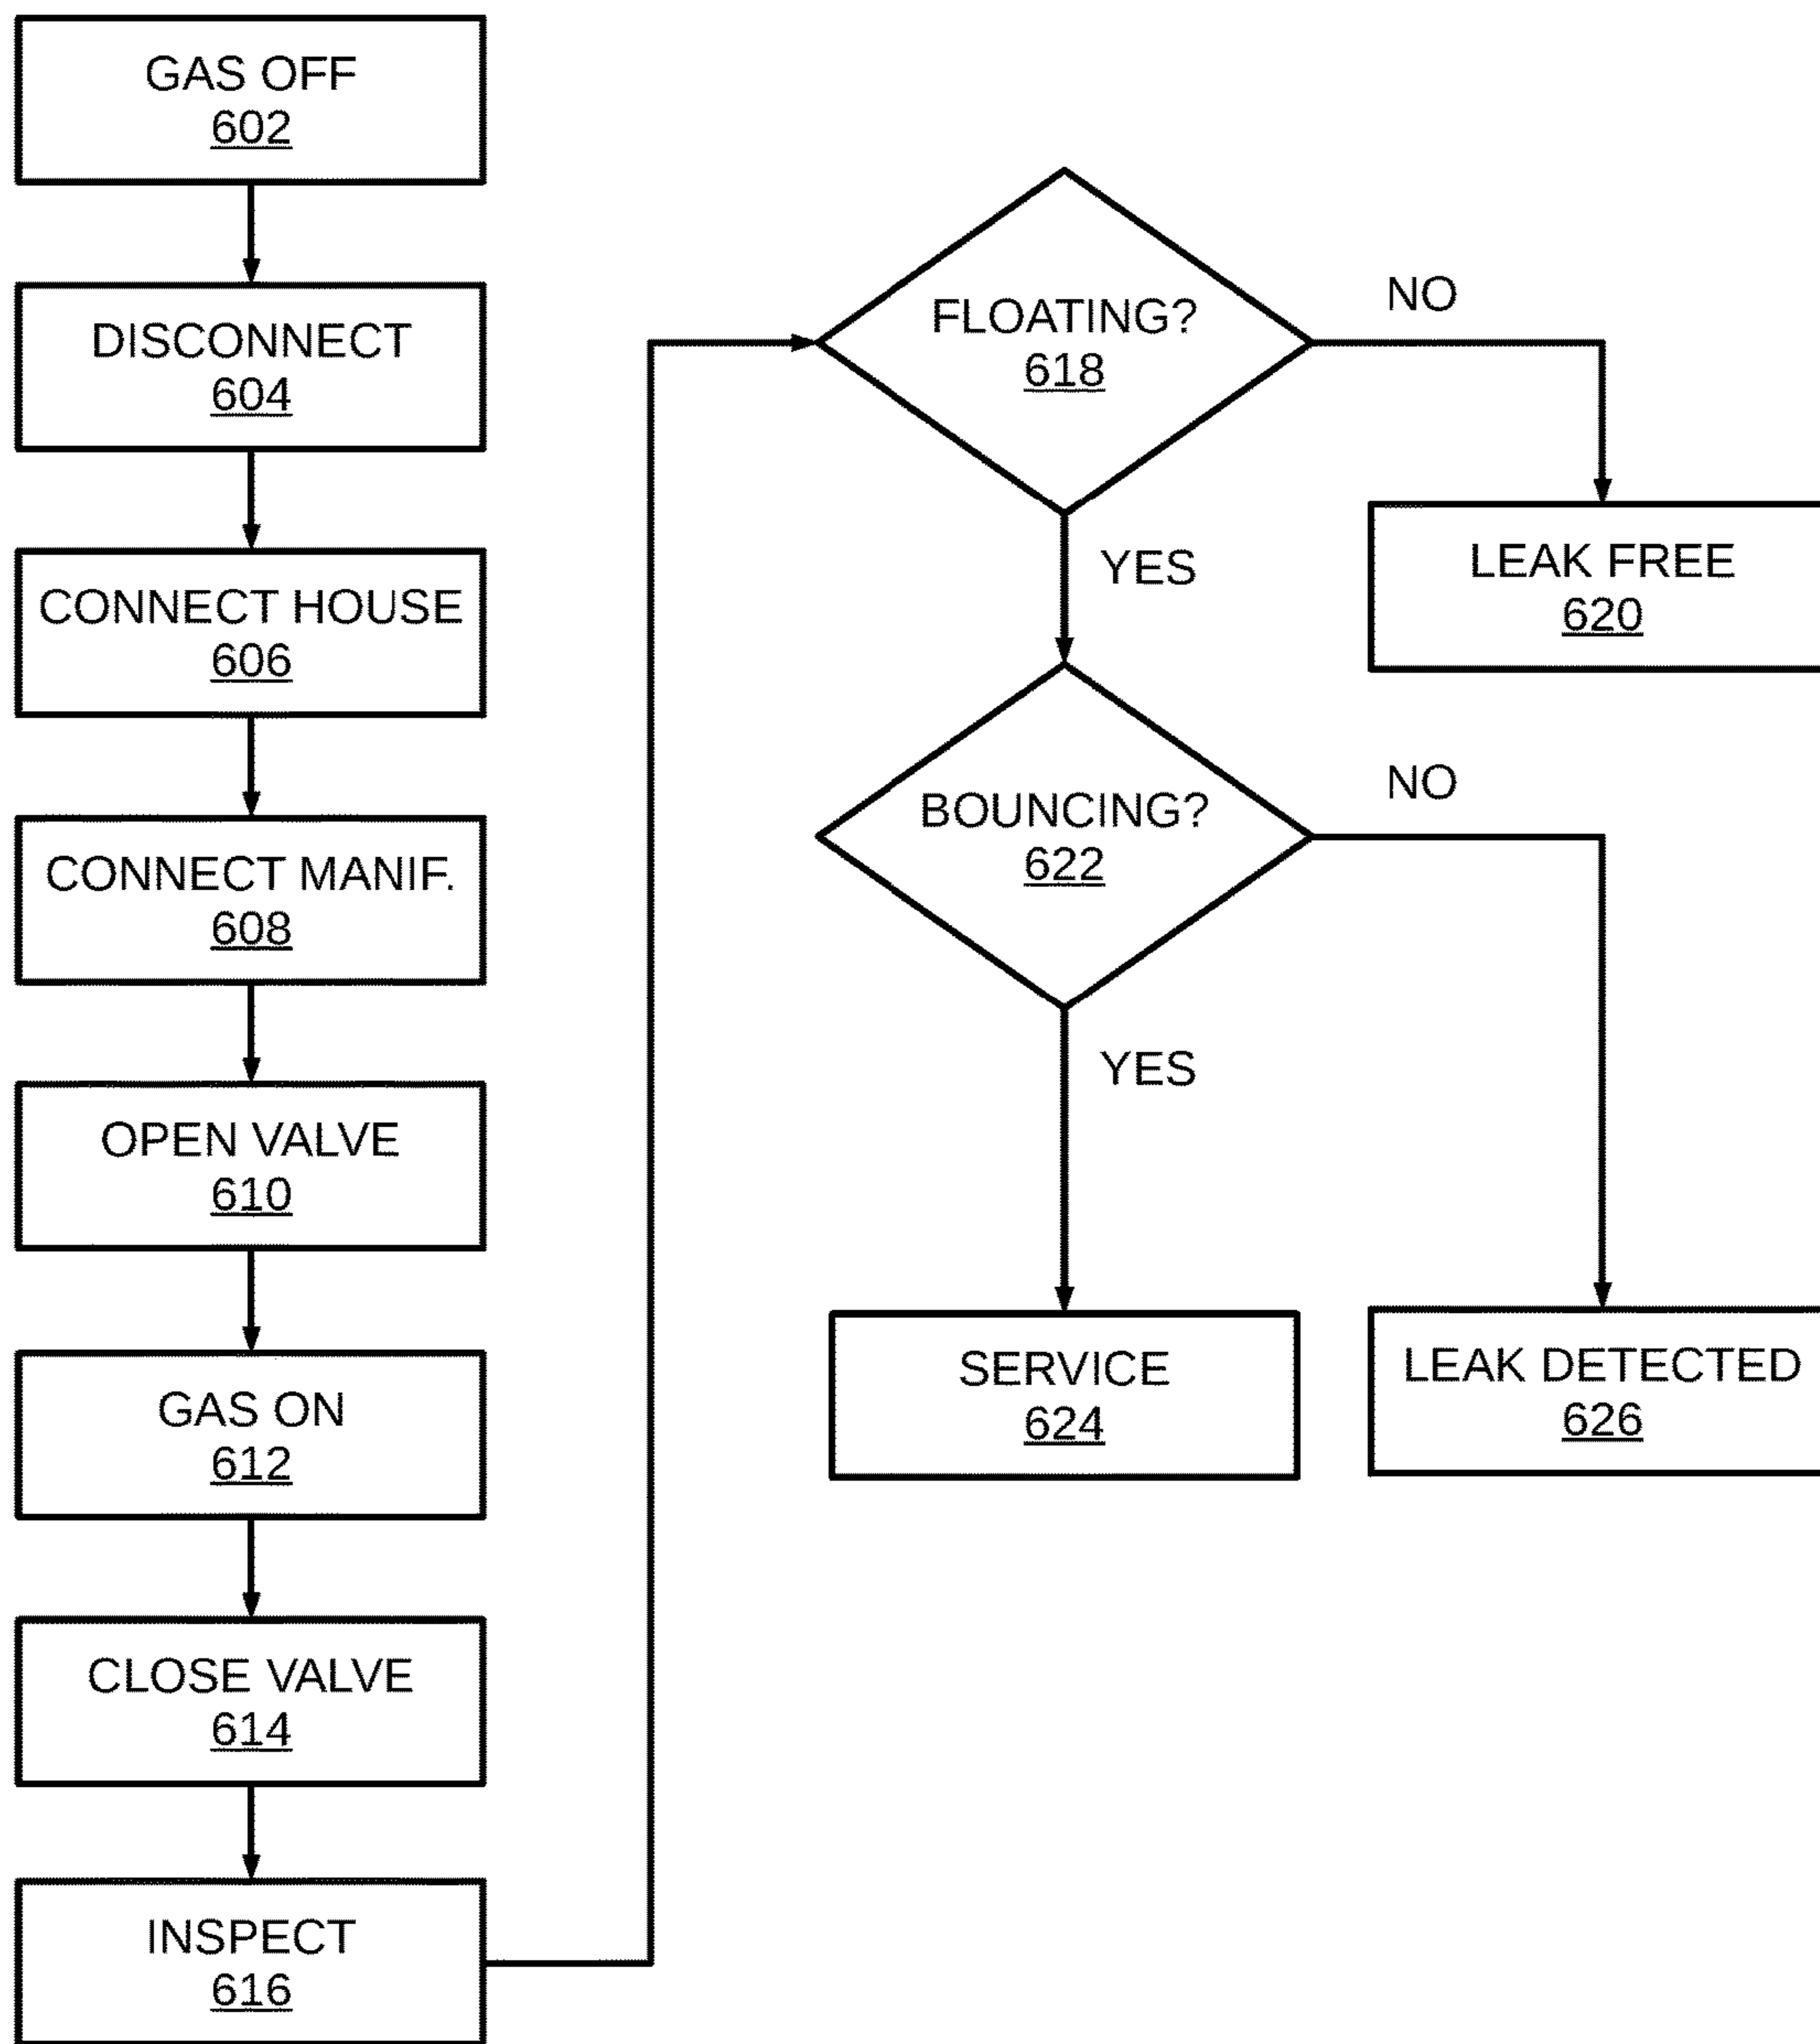 GAS OFF
602
DISCONNECT
604
CONNECT HOUSE
606
CONNECT MANIF.
608
OPEN VALVE
610
GAS ON
612
CLOSE VALVE
614
INSPECT
616
FLOATING?
618
NO
YES
LEAK FREE
620
BOUNCING?
622
NO
YES
SERVICE
624
LEAK DETECTED
626